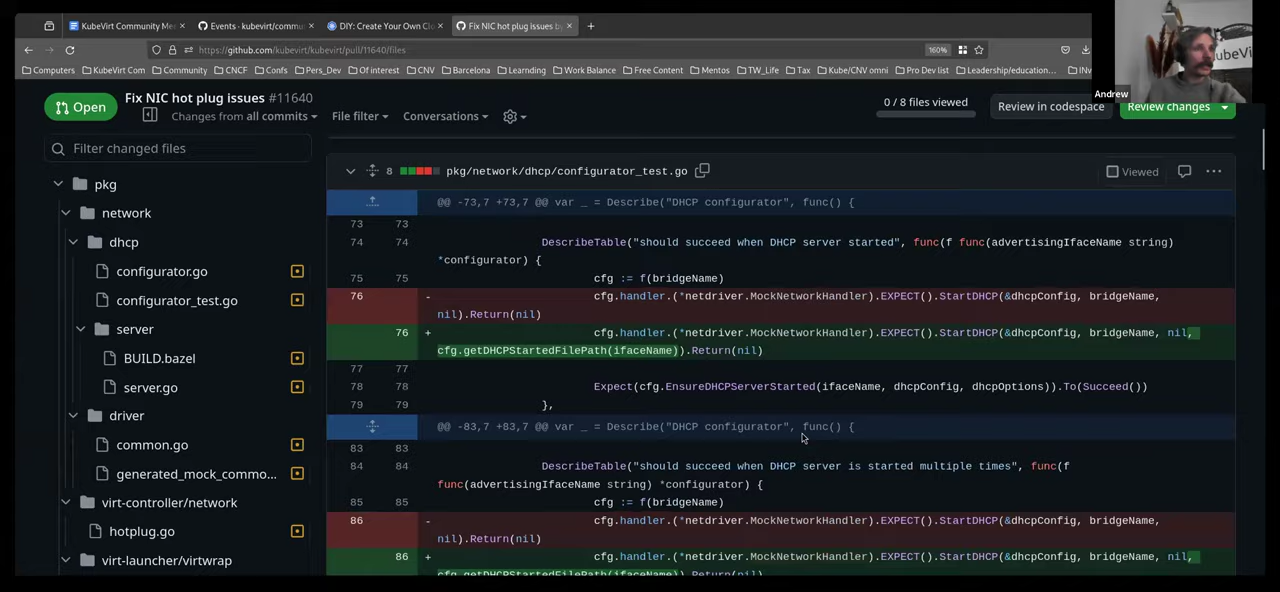 KubeVirt Community Me
Events · kubevirt/commu
DIY: Create Your Own Clo
Fix NIC hot plug issues by
https://github.com/kubevirt/kubevirt/pull/11640/files
160%
Computers
KubeVirt Com
Community
CNCF
Confs
Pers_Dev
Of interest
CNV
Barcelona
Learnding
Work Balance
Free Content
Mentos
TW_Life
Tax
Kube/CNV omni
Pro Dev list
Leadership/education…
Andrew
Open
Fix NIC hot plug issues #11640
Changes from all commits
File filter
Conversations
0 / 8 files viewed
Review in codespace
Review changes
Filter changed files
pkg
network
dhcp
configurator.go
configurator_test.go
server
BUILD.bazel
server.go
driver
common.go
generated_mock_commo…
virt-controller/network
hotplug.go
virt-launcher/virtwrap
8 pkg/network/dhcp/configurator_test.go
Viewed
@@ -73,7 +73,7 @@ var _ = Describe("DHCP configurator", func() {
73 73
74 74 DescribeTable("should succeed when DHCP server started", func(f func(advertisingIfaceName string)
*configurator) {
75 75 cfg := f(bridgeName)
76 - cfg.handler.(*netdriver.MockNetworkHandler).EXPECT().StartDHCP(&dhcpConfig, bridgeName,
nil).Return(nil)
76 + cfg.handler.(*netdriver.MockNetworkHandler).EXPECT().StartDHCP(&dhcpConfig, bridgeName, nil,
cfg.getDHCPStartedFilePath(ifaceName)).Return(nil)
77 77
78 78 Expect(cfg.EnsureDHCPServerStarted(ifaceName, dhcpConfig, dhcpOptions)).To(Succeed())
79 79 },
@@ -83,7 +83,7 @@ var _ = Describe("DHCP configurator", func() {
83 83
84 84 DescribeTable("should succeed when DHCP server is started multiple times", func(f
func(advertisingIfaceName string) *configurator) {
85 85 cfg := f(bridgeName)
86 - cfg.handler.(*netdriver.MockNetworkHandler).EXPECT().StartDHCP(&dhcpConfig, bridgeName,
nil).Return(nil)
86 + cfg.handler.(*netdriver.MockNetworkHandler).EXPECT().StartDHCP(&dhcpConfig, bridgeName, nil,
cfg.getDHCPStartedFilePath(ifaceName)).Return(nil)